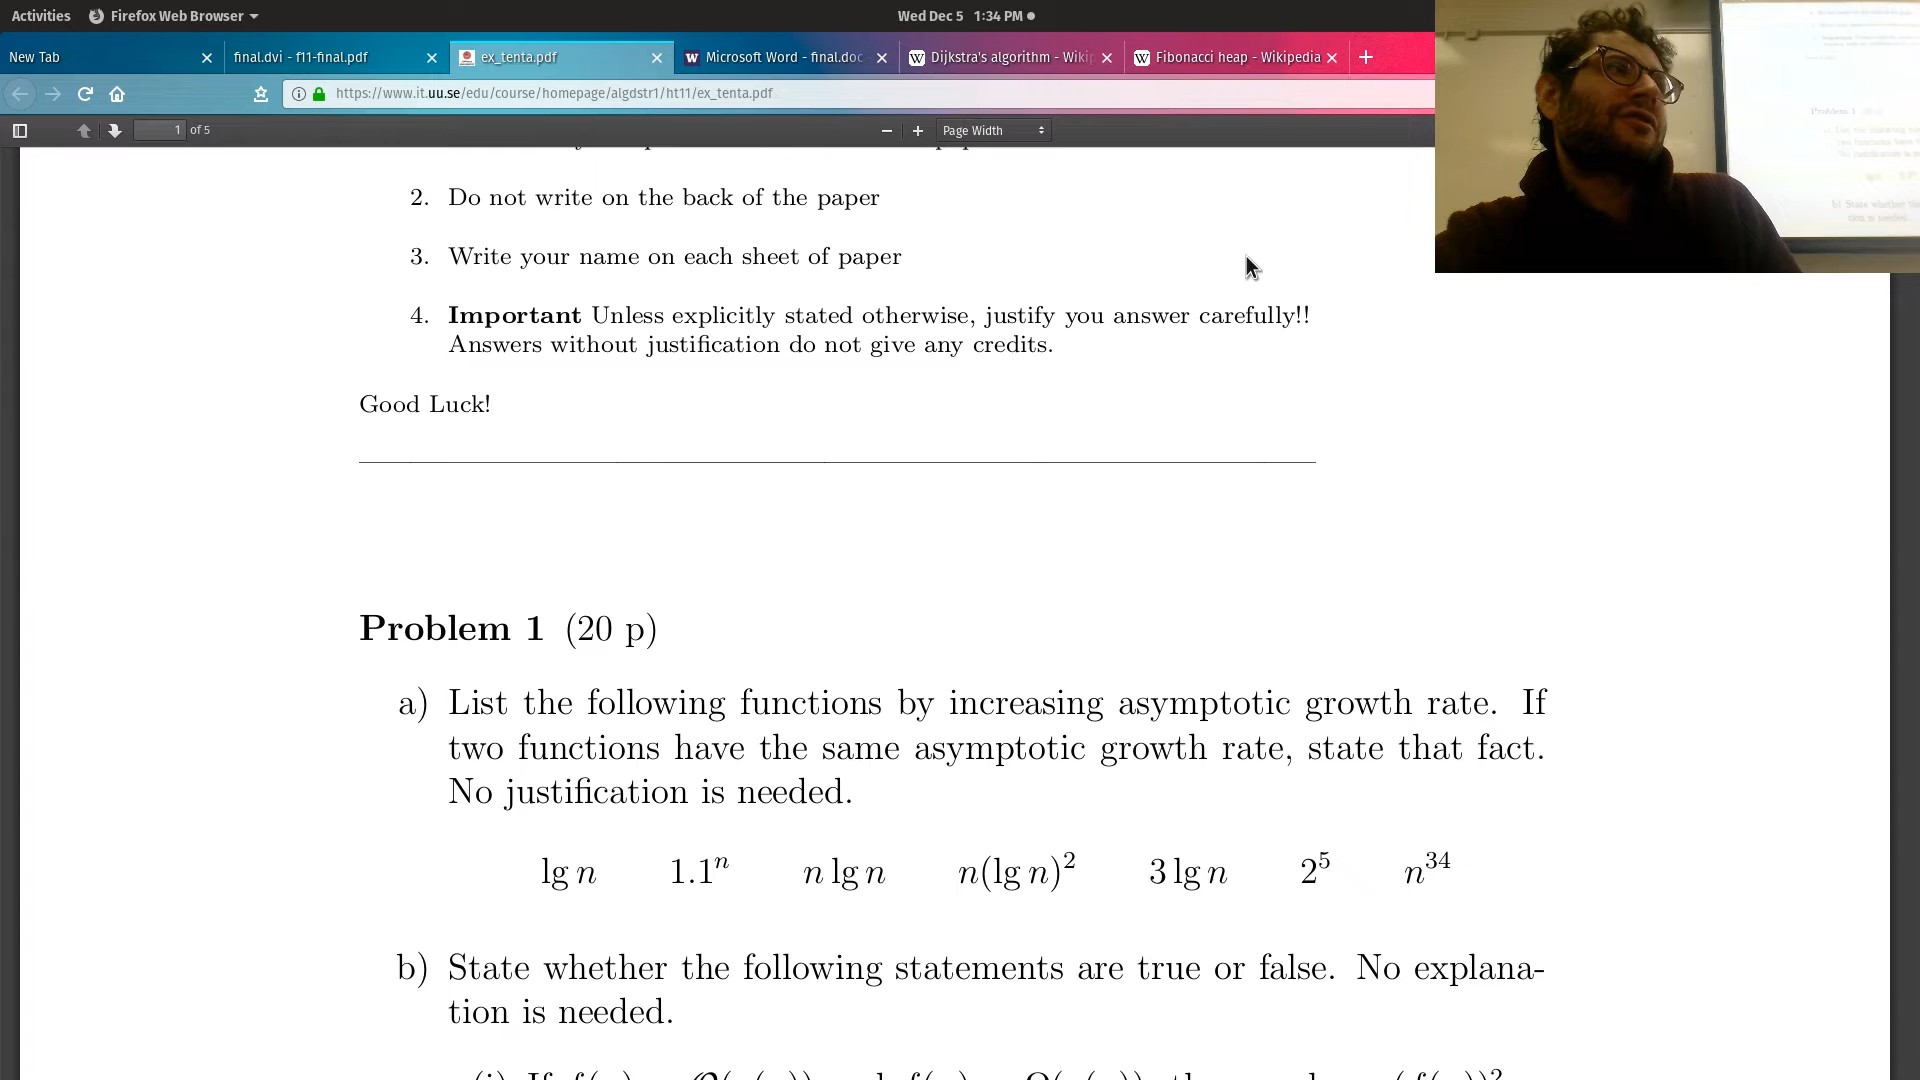 Activities Firefox Web Browser Wed Dec 5 1:34 PM
New Tab final.dvi - f11-final.pdf ex_tenta.pdf Microsoft Word - final.doc Dijkstra's algorithm - Wiki Fibonacci heap - Wikipedia
https://www.it.uu.se/edu/course/homepage/algdstr1/ht11/ex_tenta.pdf
1 of 5 Page Width
2. Do not write on the back of the paper
3. Write your name on each sheet of paper
4. Important Unless explicitly stated otherwise, justify you answer carefully!!
Answers without justification do not give any credits.
Good Luck!
Problem 1 (20 p)
a) List the following functions by increasing asymptotic growth rate. If
two functions have the same asymptotic growth rate, state that fact.
No justification is needed.
lg n 1.1ⁿ n lg n n(lg n)² 3 lg n 2⁵ n³⁴
b) State whether the following statements are true or false. No explana-
tion is needed.